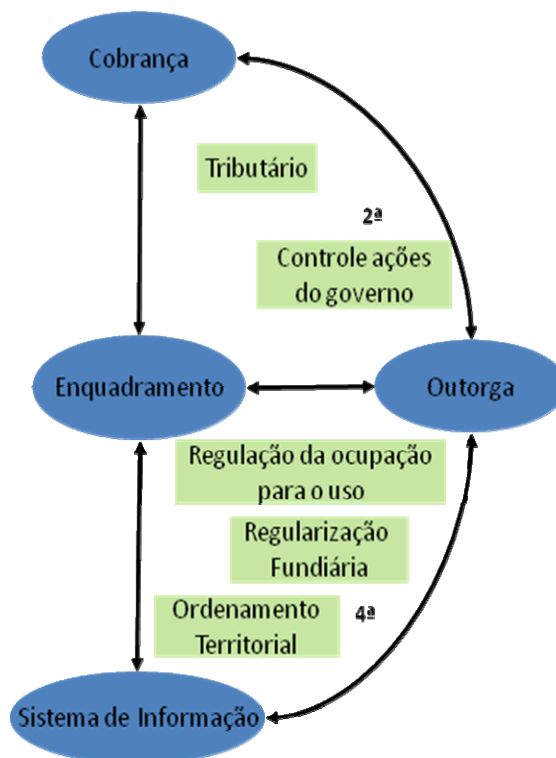 Cobrança
Tributário
2ª
Controle ações
do governo
Enquadramento
Outorga
Regulação da ocupação
para o uso
Regularização
Fundiária
Ordenamento
Territorial
4ª
Sistema de Informação